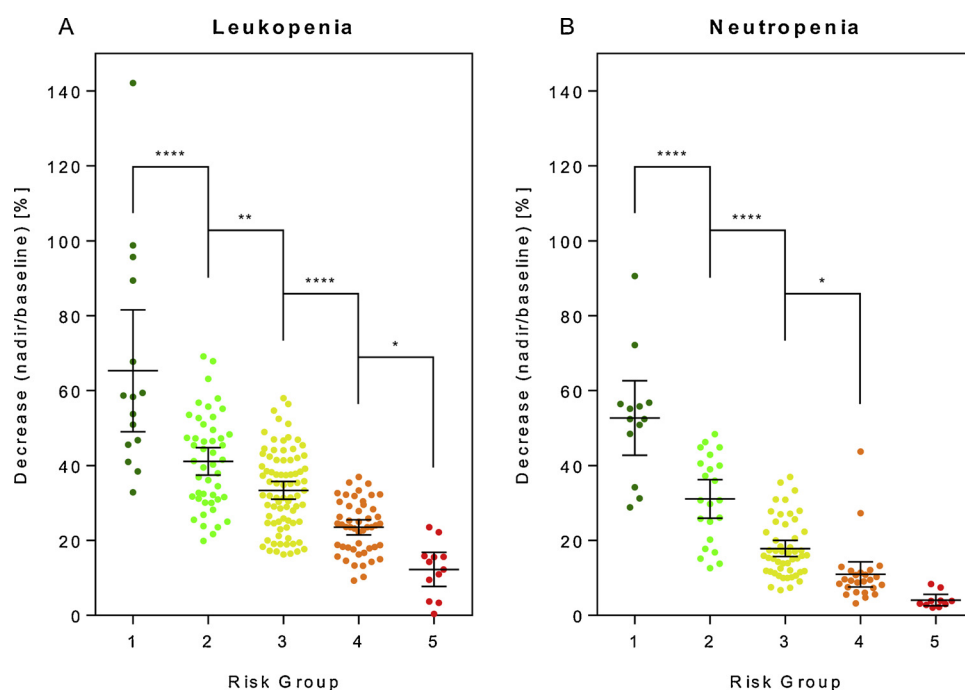 A
Leukopenia
Decrease (nadir/baseline) [%]
140
120
100
80
60
40
20
0
****
**
****
*
1 2 3 4 5
Risk Group
B
Neutropenia
Decrease (nadir/baseline) [%]
140
120
100
80
60
40
20
0
****
****
*
1 2 3 4 5
Risk Group